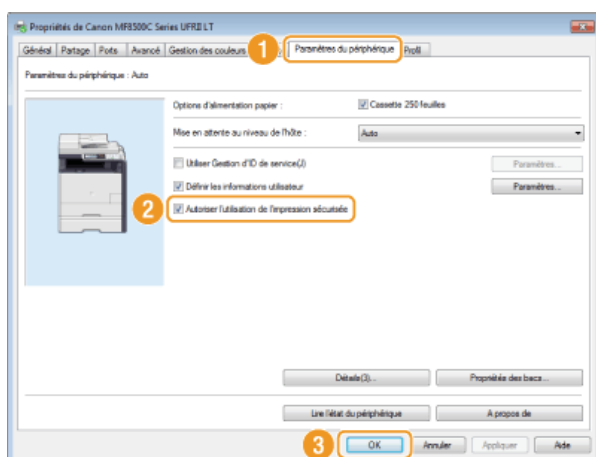 Propriétés de Canon MF8500C Series UFRII LT
Général Partage Ports Avancé Gestion des couleurs 1 Paramètres du périphérique Profil
Paramètres du périphérique : Auto
Options d'alimentation papier : Cassette 250 feuilles
Mise en attente au niveau de l'hôte : Auto
Utiliser Gestion d'ID de service(J) Paramètres...
Définir les informations utilisateur Paramètres...
2 Autoriser l'utilisation de l'impression sécurisée
Détails(3)... Propriétés des bacs...
Lire l'état du périphérique A propos de
3 OK Annuler Appliquer Aide